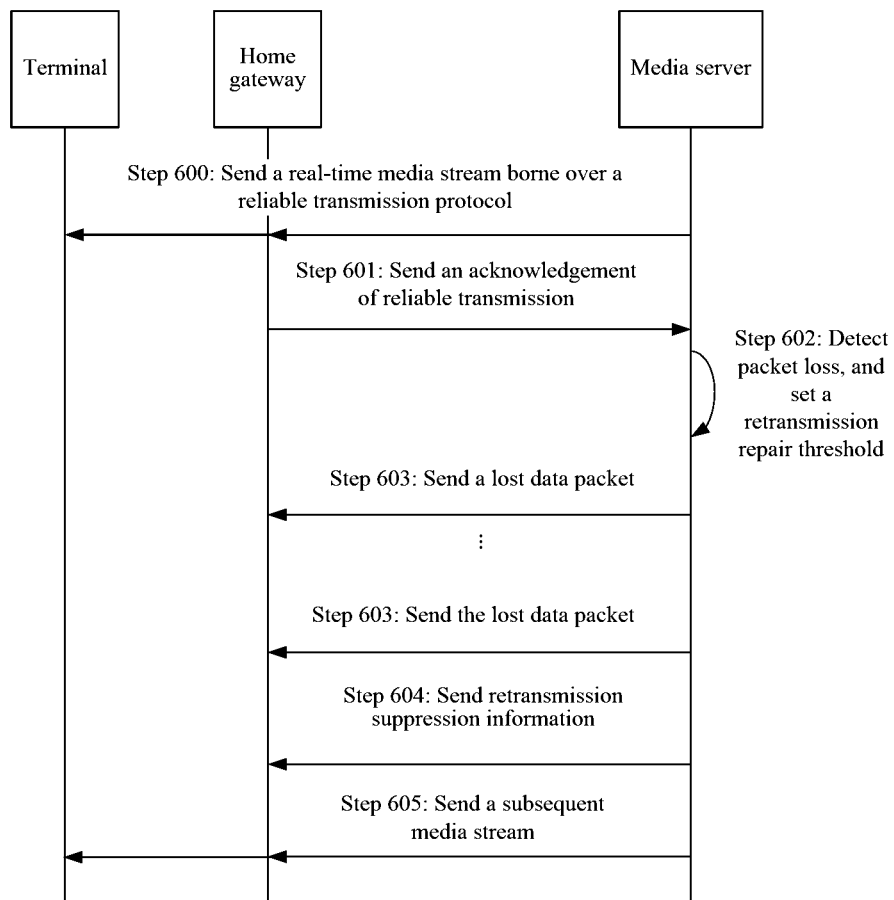 Terminal
Home
gateway
Media server
Step 600: Send a real-time media stream borne over a
reliable transmission protocol
Step 601: Send an acknowledgement
of reliable transmission
Step 602: Detect
packet loss, and
set a
retransmission
repair threshold
Step 603: Send a lost data packet
...
Step 603: Send the lost data packet
Step 604: Send retransmission
suppression information
Step 605: Send a subsequent
media stream